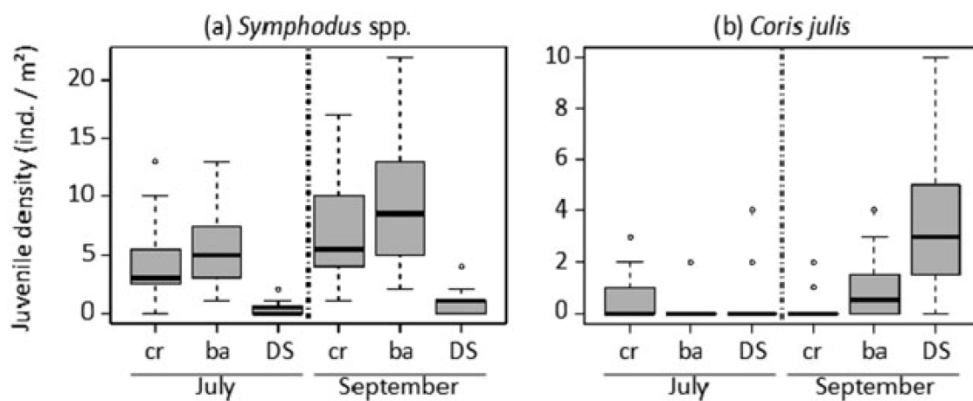 (a) Symphodus spp.
(b) Coris julis
Juvenile density (ind. / m²)
20
15
10
5
0
cr ba DS cr ba DS
July September
10
8
6
4
2
0
cr ba DS cr ba DS
July September